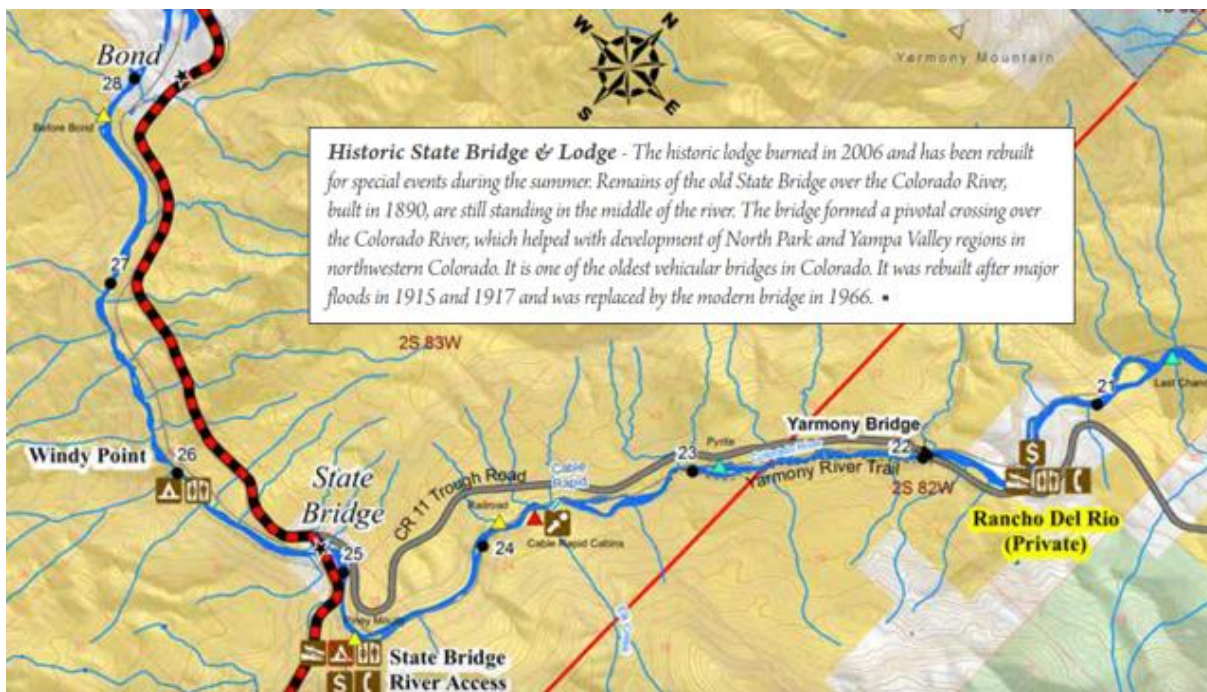 Bond
28
Before Bond
W N
S E
Yarmony Mountain
Historic State Bridge & Lodge - The historic lodge burned in 2006 and has been rebuilt
for special events during the summer. Remains of the old State Bridge over the Colorado River,
built in 1890, are still standing in the middle of the river. The bridge formed a pivotal crossing over
the Colorado River, which helped with development of North Park and Yampa Valley regions in
northwestern Colorado. It is one of the oldest vehicular bridges in Colorado. It was rebuilt after major
floods in 1915 and 1917 and was replaced by the modern bridge in 1966. ▪
27
2S 83W
21
Last Chance
Windy Point
26
State
Bridge
25
CR 11 Trough Road
Cable
Rapid
Railroad
24
Cable Rapid Cabins
23
Pyrite
Yarmony Bridge
22
Yarmony River Trail
2S 82W
$
Rancho Del Rio
(Private)
State Bridge
River Access
$